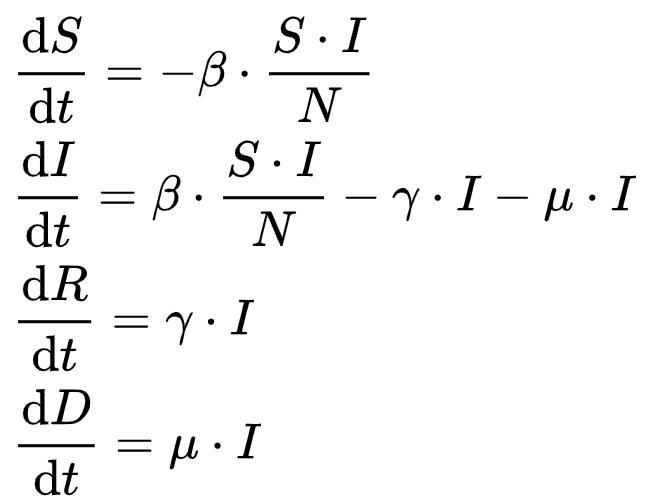 dS/dt = −β · S · I/N
dI/dt = β · S · I/N − γ · I − μ · I
dR/dt = γ · I
dD/dt = μ · I